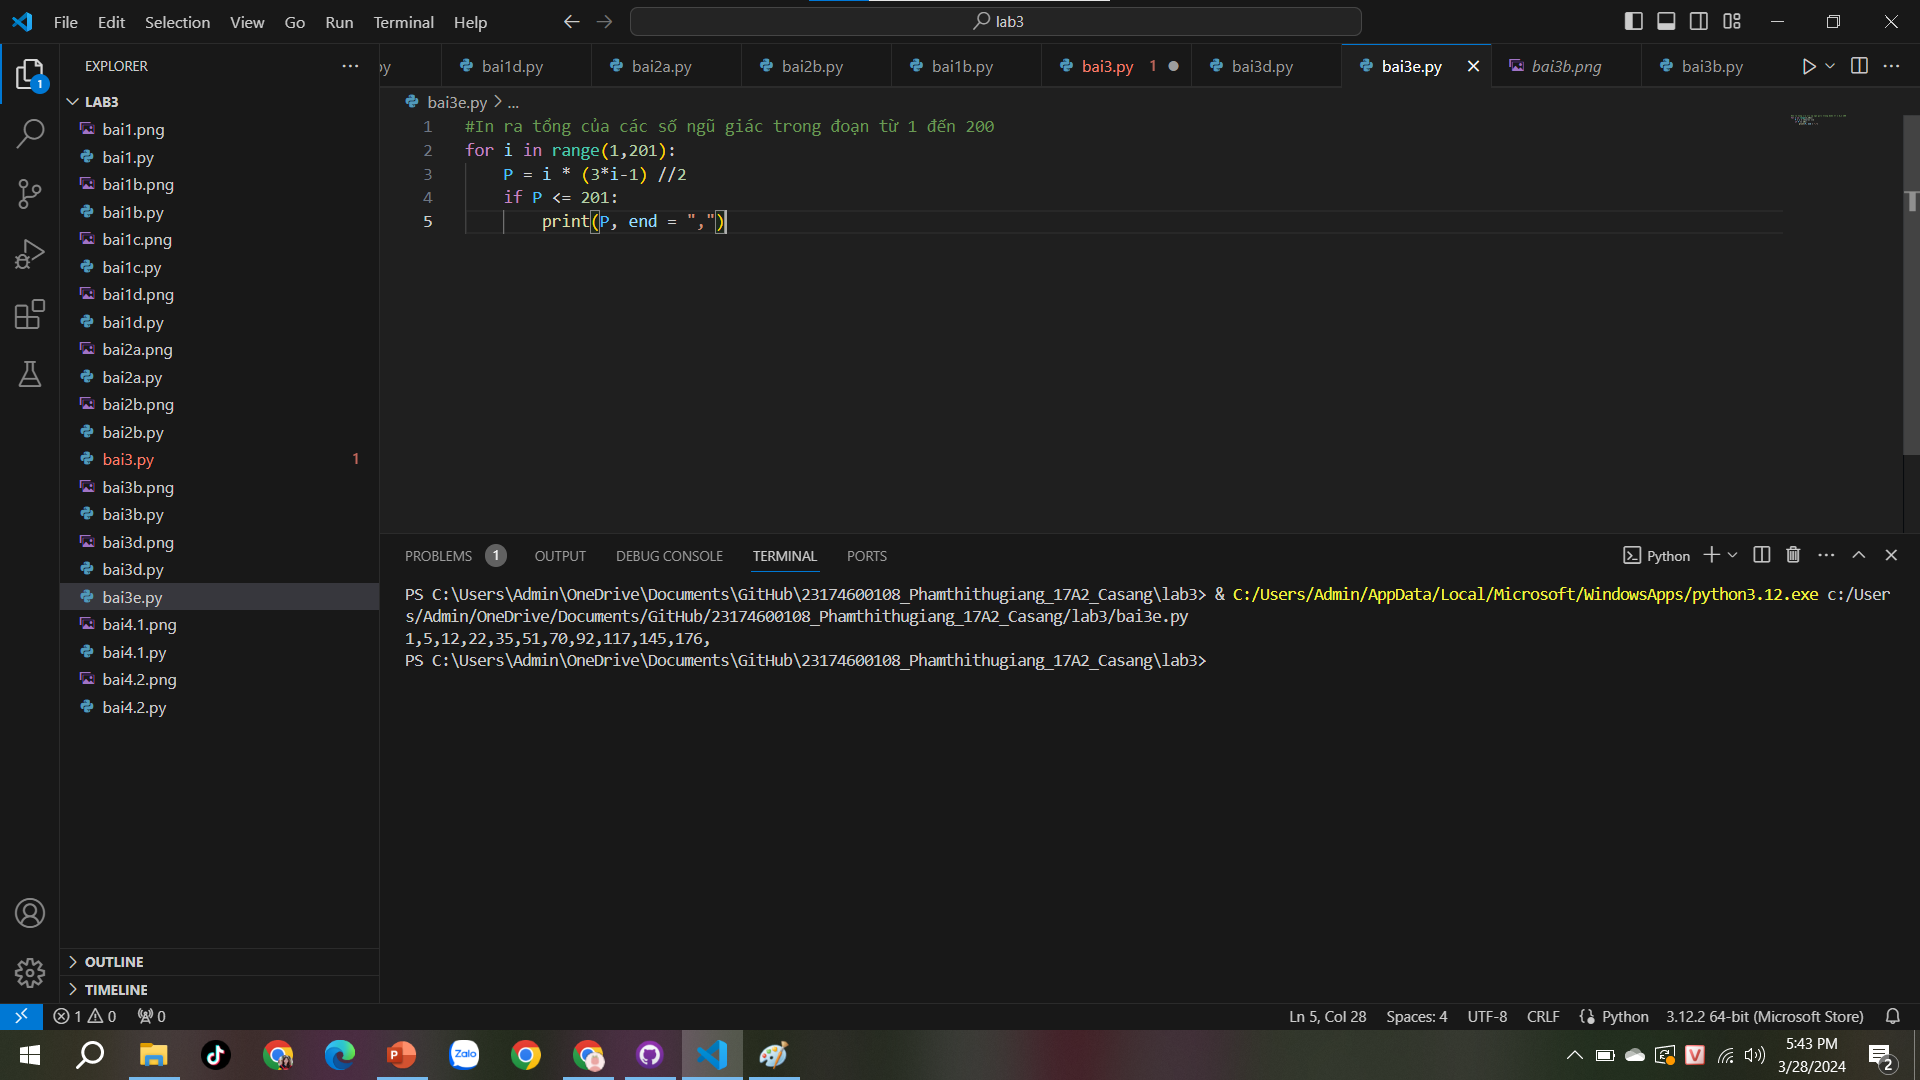 File Edit Selection View Go Run Terminal Help
lab3
EXPLORER
LAB3
bai1.png
bai1.py
bai1b.png
bai1b.py
bai1c.png
bai1c.py
bai1d.png
bai1d.py
bai2a.png
bai2a.py
bai2b.png
bai2b.py
bai3.py 1
bai3b.png
bai3b.py
bai3d.png
bai3d.py
bai3e.py
bai4.1.png
bai4.1.py
bai4.2.png
bai4.2.py
OUTLINE
TIMELINE
1
py bai1d.py bai2a.py bai2b.py bai1b.py bai3.py 1 bai3d.py bai3e.py bai3b.png bai3b.py
bai3e.py > ...
1 #In ra tổng của các số ngũ giác trong đoạn từ 1 đến 200
2 for i in range(1,201):
3 P = i * (3*i-1) //2
4 if P <= 201:
5 print(P, end = ",")
PROBLEMS 1 OUTPUT DEBUG CONSOLE TERMINAL PORTS
Python
PS C:\Users\Admin\OneDrive\Documents\GitHub\23174600108_Phamthithugiang_17A2_Casang\lab3> & C:/Users/Admin/AppData/Local/Microsoft/WindowsApps/python3.12.exe c:/User
s/Admin/OneDrive/Documents/GitHub/23174600108_Phamthithugiang_17A2_Casang/lab3/bai3e.py
1,5,12,22,35,51,70,92,117,145,176,
PS C:\Users\Admin\OneDrive\Documents\GitHub\23174600108_Phamthithugiang_17A2_Casang\lab3>
1 0 0
Ln 5, Col 28 Spaces: 4 UTF-8 CRLF Python 3.12.2 64-bit (Microsoft Store)
Zalo
V
5:43 PM
3/28/2024
2